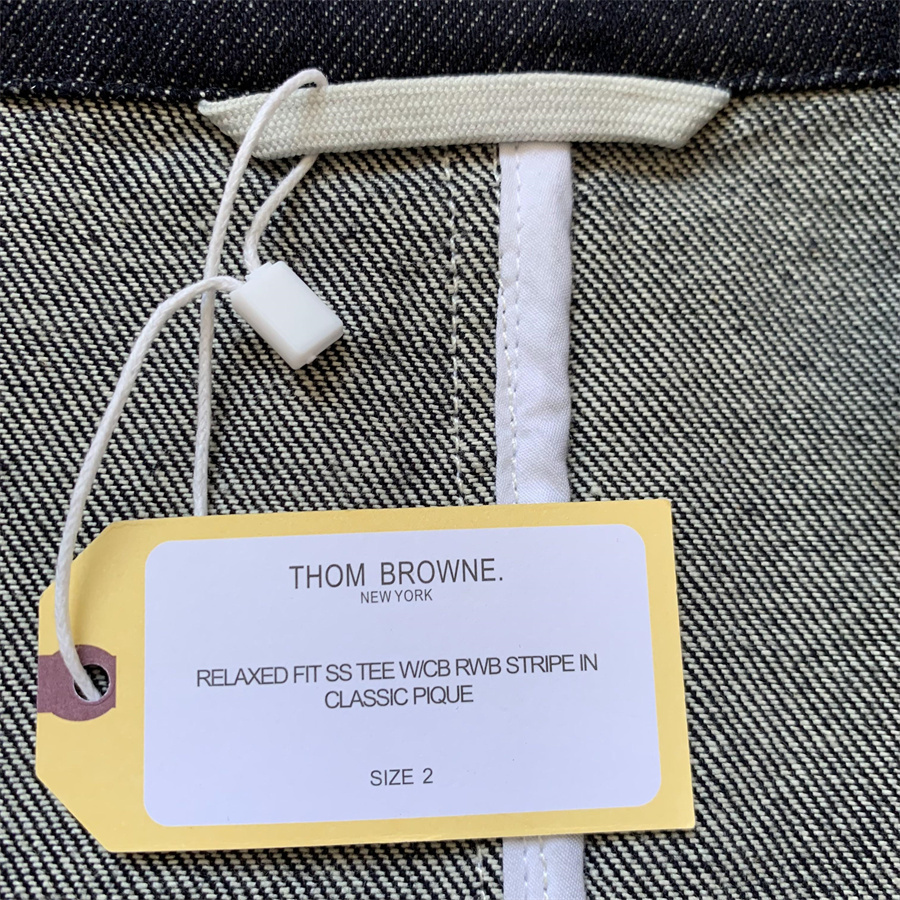 THOM BROWNE.
NEW YORK
RELAXED FIT SS TEE W/CB RWB STRIPE IN
CLASSIC PIQUE
SIZE 2